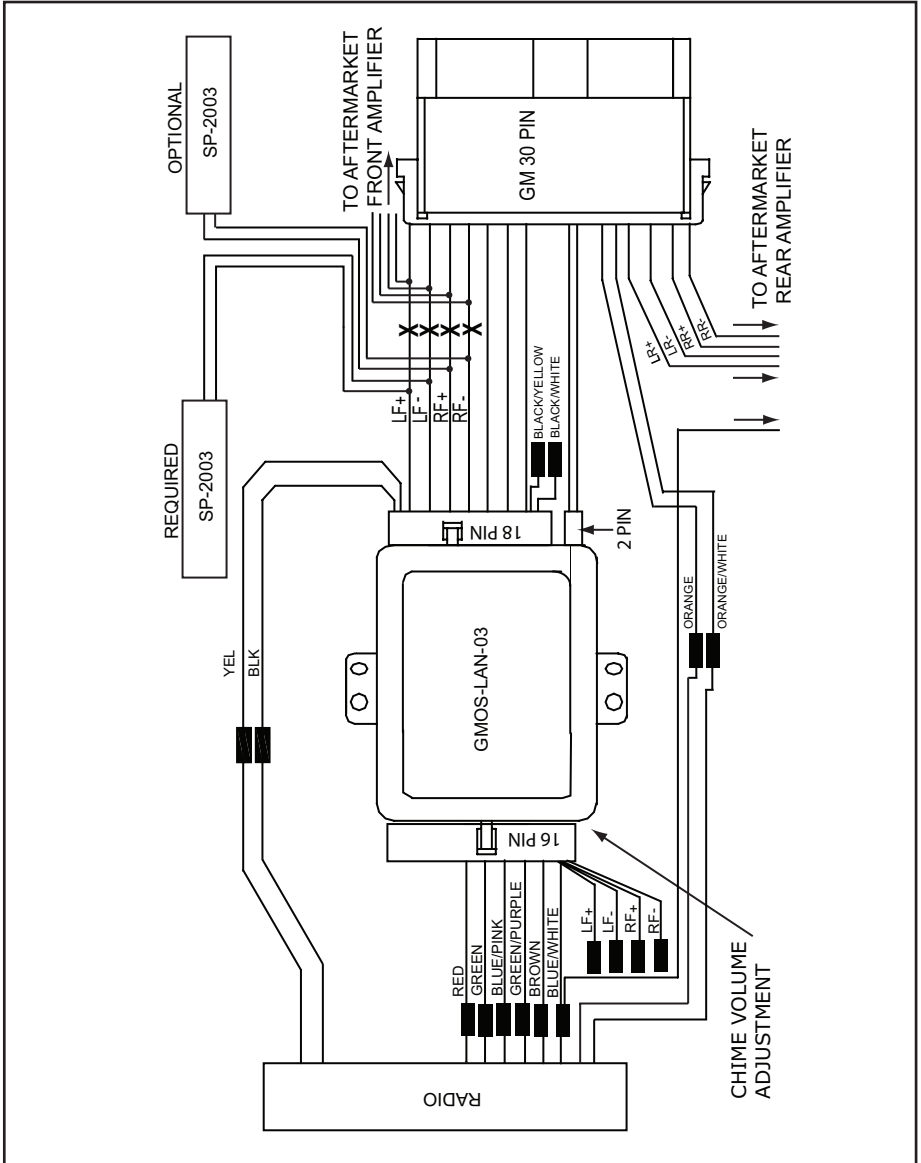 OPTIONAL
SP-2003
TO AFTERMARKET
FRONT AMPLIFIER
GM 30 PIN
REQUIRED
SP-2003
LF+
LF-
RF+
RF-
BLACK/YELLOW
BLACK/WHITE
TO AFTERMARKET
REAR AMPLIFIER
LR+
LR-
RR+
RR-
18 PIN
2 PIN
YEL
BLK
GMOS-LAN-03
ORANGE
ORANGE/WHITE
16 PIN
RED
GREEN
BLUE/PINK
GREEN/PURPLE
BROWN
BLUE/WHITE
LF+
LF-
RF+
RF-
CHIME VOLUME
ADJUSTMENT
RADIO